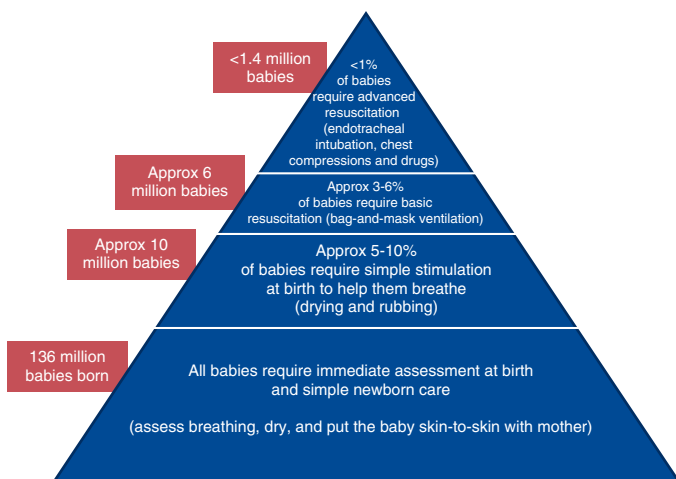 <1.4 million
babies
<1%
of babies
require advanced
resuscitation
(endotracheal
intubation, chest
compressions and drugs)
Approx 6
million babies
Approx 3-6%
of babies require basic
resuscitation (bag-and-mask ventilation)
Approx 10
million babies
Approx 5-10%
of babies require simple stimulation
at birth to help them breathe
(drying and rubbing)
136 million
babies born
All babies require immediate assessment at birth
and simple newborn care
(assess breathing, dry, and put the baby skin-to-skin with mother)